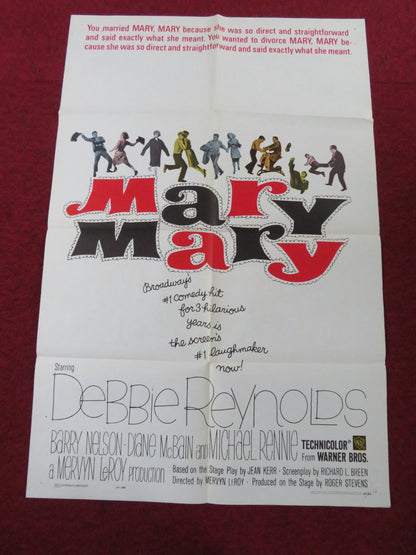 You married MARY, MARY because she was so direct and straightforward
and said exactly what she meant. You wanted to divorce MARY, MARY be-
cause she was so direct and straightforward and said exactly what she meant.
Mary
Mary
Broadway's
#1 comedy hit
for 3 hilarious
years is
the screen's
#1 laughmaker
now!
Starring
DeBBie ReyNOLDS
BaRRy NeLSON · DiaNe McBaiN aND MiCHaeL ReNNie TECHNICOLOR®
From WARNER BROS.
a MeRVyN LeROy PRODUCTiON
Based on the Stage Play by JEAN KERR · Screenplay by RICHARD L. BREEN
Directed by MERVYN LeROY · Produced on the Stage by ROGER STEVENS